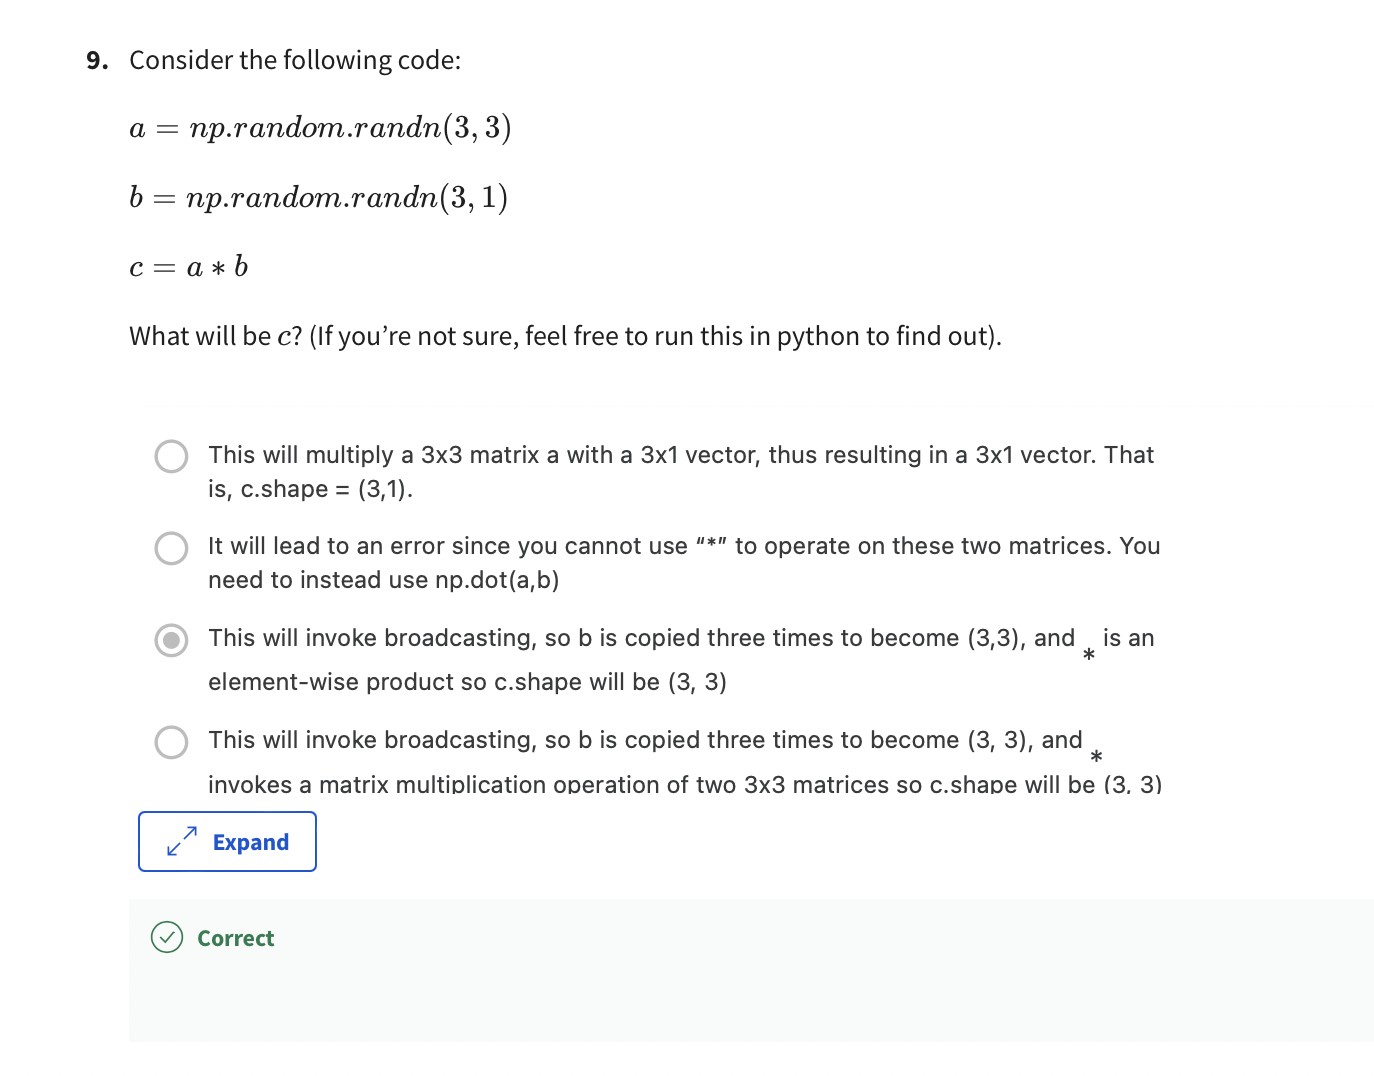 9. Consider the following code:
a = np.random.randn(3, 3)
b = np.random.randn(3, 1)
c = a * b
What will be c? (If you’re not sure, feel free to run this in python to find out).
This will multiply a 3x3 matrix a with a 3x1 vector, thus resulting in a 3x1 vector. That
is, c.shape = (3,1).
It will lead to an error since you cannot use “*” to operate on these two matrices. You
need to instead use np.dot(a,b)
This will invoke broadcasting, so b is copied three times to become (3,3), and * is an
element-wise product so c.shape will be (3, 3)
This will invoke broadcasting, so b is copied three times to become (3, 3), and *
invokes a matrix multiplication operation of two 3x3 matrices so c.shape will be (3, 3)
Expand
Correct